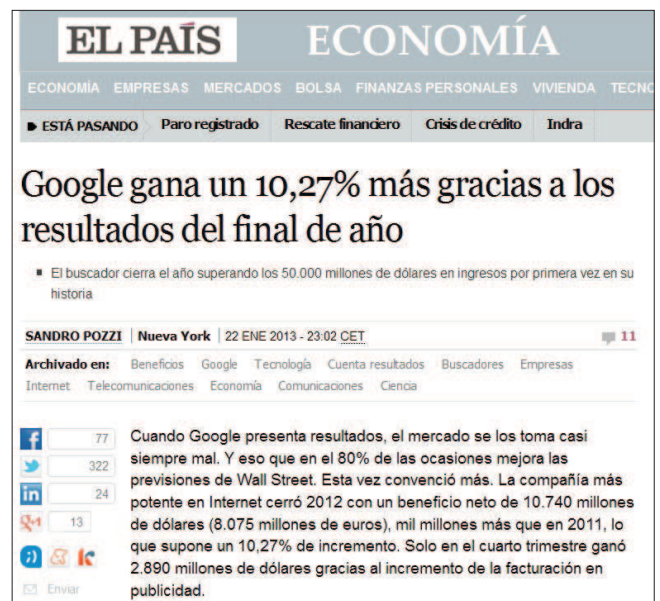 EL PAÍS ECONOMÍA
ECONOMÍA EMPRESAS MERCADOS BOLSA FINANZAS PERSONALES VIVIENDA TECNO
ESTÁ PASANDO Paro registrado Rescate financiero Crisis de crédito Indra
Google gana un 10,27% más gracias a los
resultados del final de año
El buscador cierra el año superando los 50.000 millones de dólares en ingresos por primera vez en su
historia
SANDRO POZZI | Nueva York | 22 ENE 2013 - 23:02 CET 11
Archivado en: Beneficios Google Tecnología Cuenta resultados Buscadores Empresas
Internet Telecomunicaciones Economía Comunicaciones Ciencia
f 77
322
in 24
g+1 13
Enviar
Cuando Google presenta resultados, el mercado se los toma casi
siempre mal. Y eso que en el 80% de las ocasiones mejora las
previsiones de Wall Street. Esta vez convenció más. La compañía más
potente en Internet cerró 2012 con un beneficio neto de 10.740 millones
de dólares (8.075 millones de euros), mil millones más que en 2011, lo
que supone un 10,27% de incremento. Solo en el cuarto trimestre ganó
2.890 millones de dólares gracias al incremento de la facturación en
publicidad.